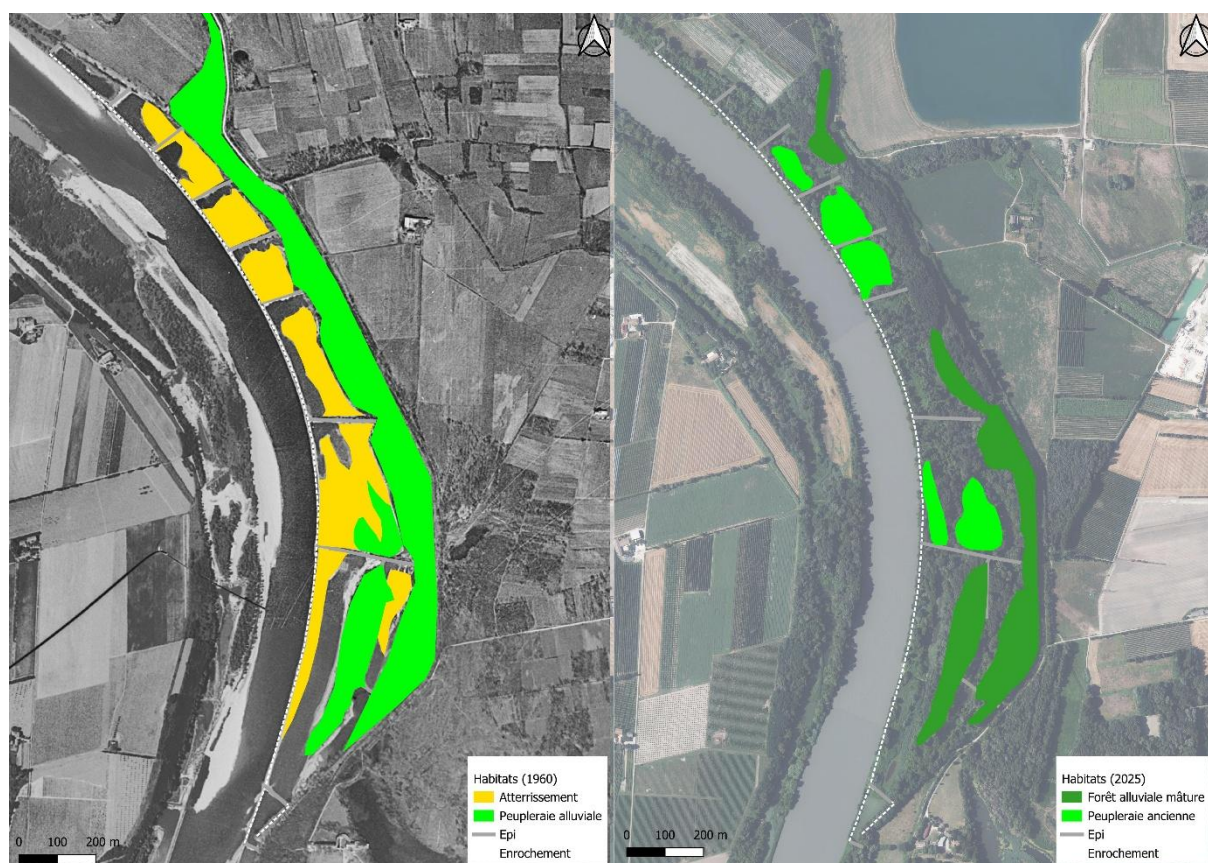 Habitats (1960)
Atterrissement
Peupleraie alluviale
Epi
Enrochement
0 100 200 m
Habitats (2025)
Forêt alluviale mâture
Peupleraie ancienne
Epi
Enrochement
0 100 200 m